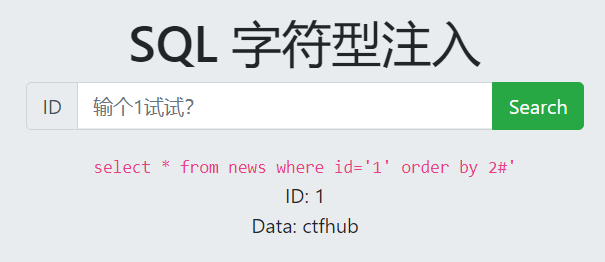 SQL 字符型注入
ID 输个1试试? Search
select * from news where id='1' order by 2#'
ID: 1
Data: ctfhub